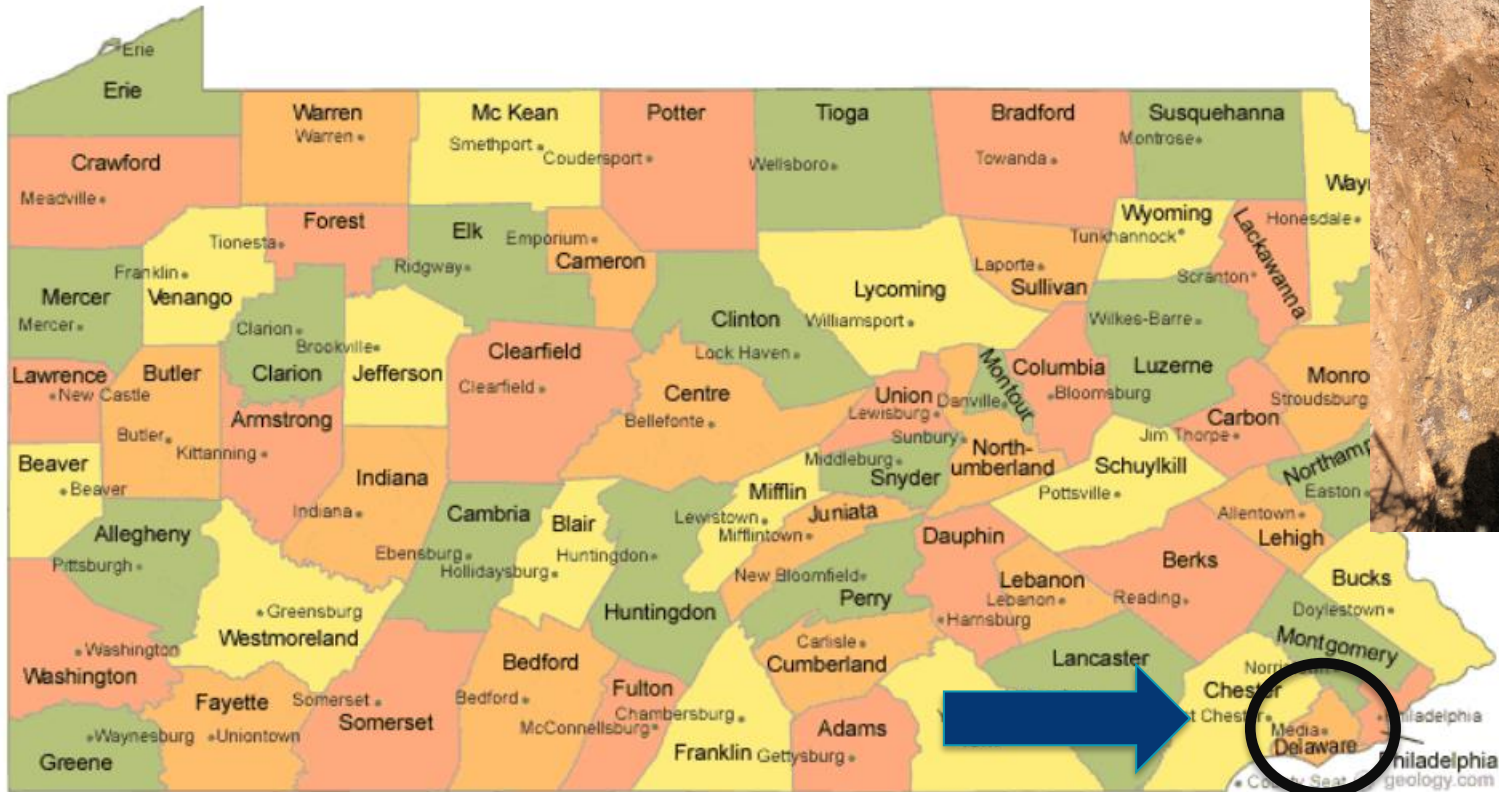 Erie
Erie
Warren
Warren
Mc Kean
Smethport
Potter
Coudersport
Tioga
Wellsboro
Bradford
Towanda
Susquehanna
Montrose
Crawford
Meadville
Forest
Tionesta
Elk
Ridgway
Emporium
Cameron
Wyoming
Tunkhannock
Lackawanna
Scranton
Honesdale
Franklin
Venango
Mercer
Mercer
Clarion
Clarion
Brookville
Jefferson
Clearfield
Clearfield
Clinton
Lock Haven
Lycoming
Williamsport
Laporte
Sullivan
Wilkes-Barre
Luzerne
Lawrence
New Castle
Butler
Butler
Armstrong
Kittanning
Centre
Bellefonte
Union
Lewisburg
Danville
Montour
Columbia
Bloomsburg
Carbon
Jim Thorpe
Monro
Stroudsburg
Beaver
Beaver
Indiana
Indiana
Cambria
Ebensburg
Blair
Hollidaysburg
Huntingdon
Huntingdon
Mifflin
Lewistown
Juniata
Mifflintown
Middleburg
Snyder
Sunbury
North-
umberland
Schuylkill
Pottsville
Northamp
Easton
Allentown
Lehigh
Allegheny
Pittsburgh
Greensburg
Westmoreland
New Bloomfield
Perry
Dauphin
Harrisburg
Lebanon
Lebanon
Berks
Reading
Bucks
Doylestown
Montgomery
Washington
Washington
Fayette
Uniontown
Somerset
Somerset
Bedford
Bedford
Fulton
McConnellsburg
Chambersburg
Franklin
Carlisle
Cumberland
Adams
Gettysburg
Lancaster
Chester
t Chester
Media
Delaware
Philadelphia
Philadelphia
Waynesburg
Greene
County Seat
geology.com